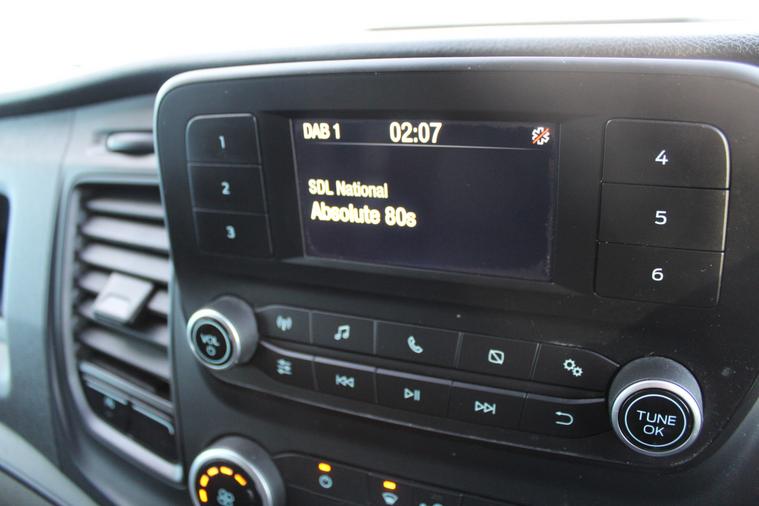 DAB 1 02:07
SDL National
Absolute 80s
1
2
3
4
5
6
VOL
TUNE
OK